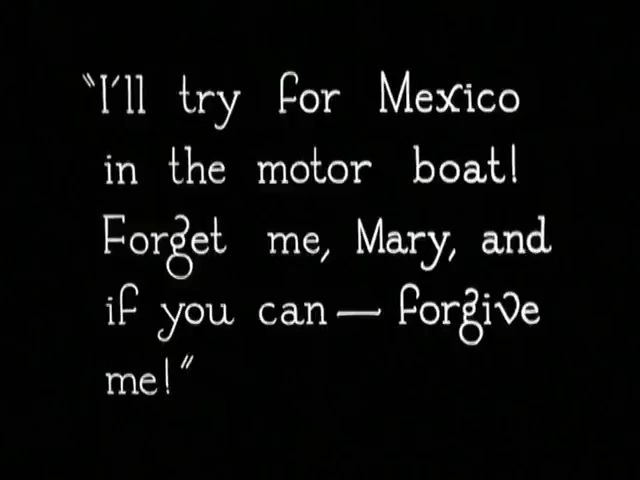 “I'll try for Mexico
in the motor boat!
Forget me, Mary, and
if you can — forgive
me!”